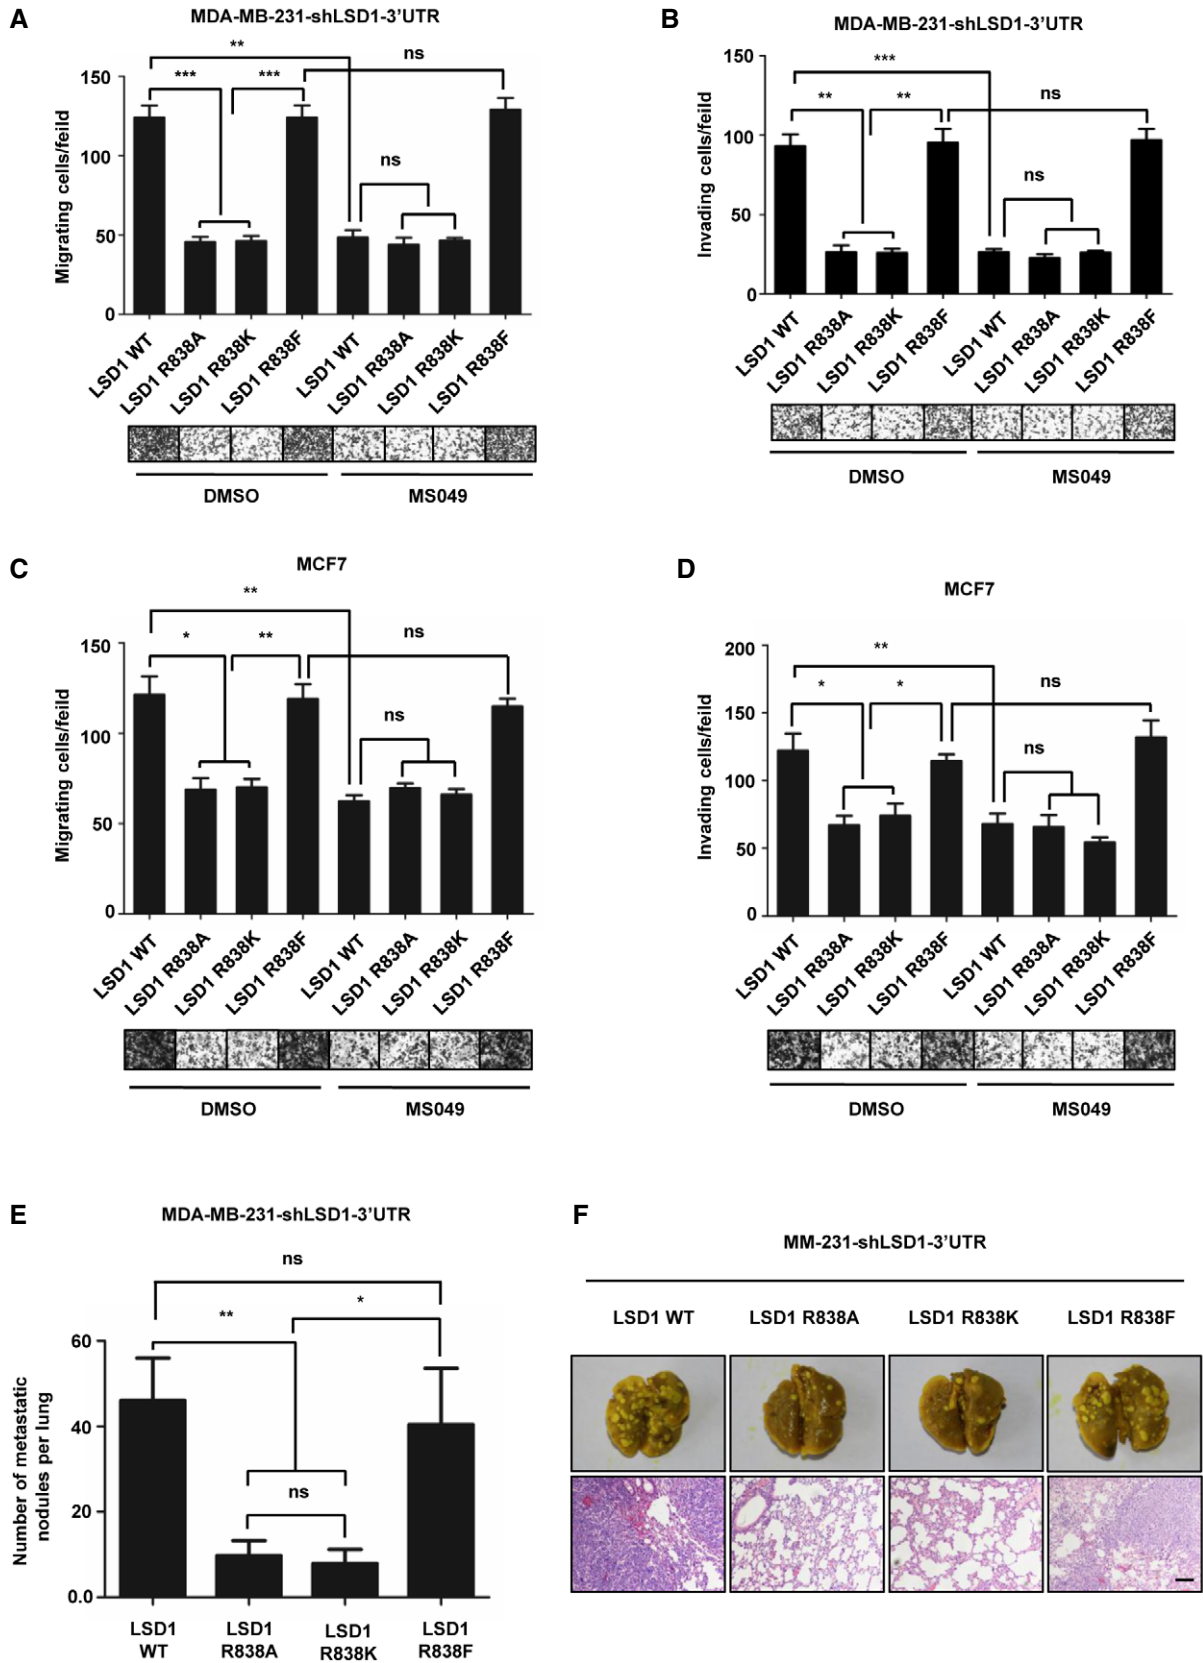 A
MDA-MB-231-shLSD1-3'UTR
**
ns
***
***
ns
150
100
50
0
Migrating cells/feild
LSD1 WT
LSD1 R838A
LSD1 R838K
LSD1 R838F
LSD1 WT
LSD1 R838A
LSD1 R838K
LSD1 R838F
DMSO
MS049
B
MDA-MB-231-shLSD1-3'UTR
***
**
**
ns
ns
150
100
50
0
Invading cells/feild
LSD1 WT
LSD1 R838A
LSD1 R838K
LSD1 R838F
LSD1 WT
LSD1 R838A
LSD1 R838K
LSD1 R838F
DMSO
MS049
C
MCF7
**
*
**
ns
ns
150
100
50
0
Migrating cells/feild
LSD1 WT
LSD1 R838A
LSD1 R838K
LSD1 R838F
LSD1 WT
LSD1 R838A
LSD1 R838K
LSD1 R838F
DMSO
MS049
D
MCF7
**
*
*
ns
ns
200
150
100
50
0
Invading cells/feild
LSD1 WT
LSD1 R838A
LSD1 R838K
LSD1 R838F
LSD1 WT
LSD1 R838A
LSD1 R838K
LSD1 R838F
DMSO
MS049
E
MDA-MB-231-shLSD1-3'UTR
ns
**
*
ns
60
40
20
0.0
Number of metastatic
nodules per lung
LSD1
WT
LSD1
R838A
LSD1
R838K
LSD1
R838F
F
MM-231-shLSD1-3'UTR
LSD1 WT
LSD1 R838A
LSD1 R838K
LSD1 R838F